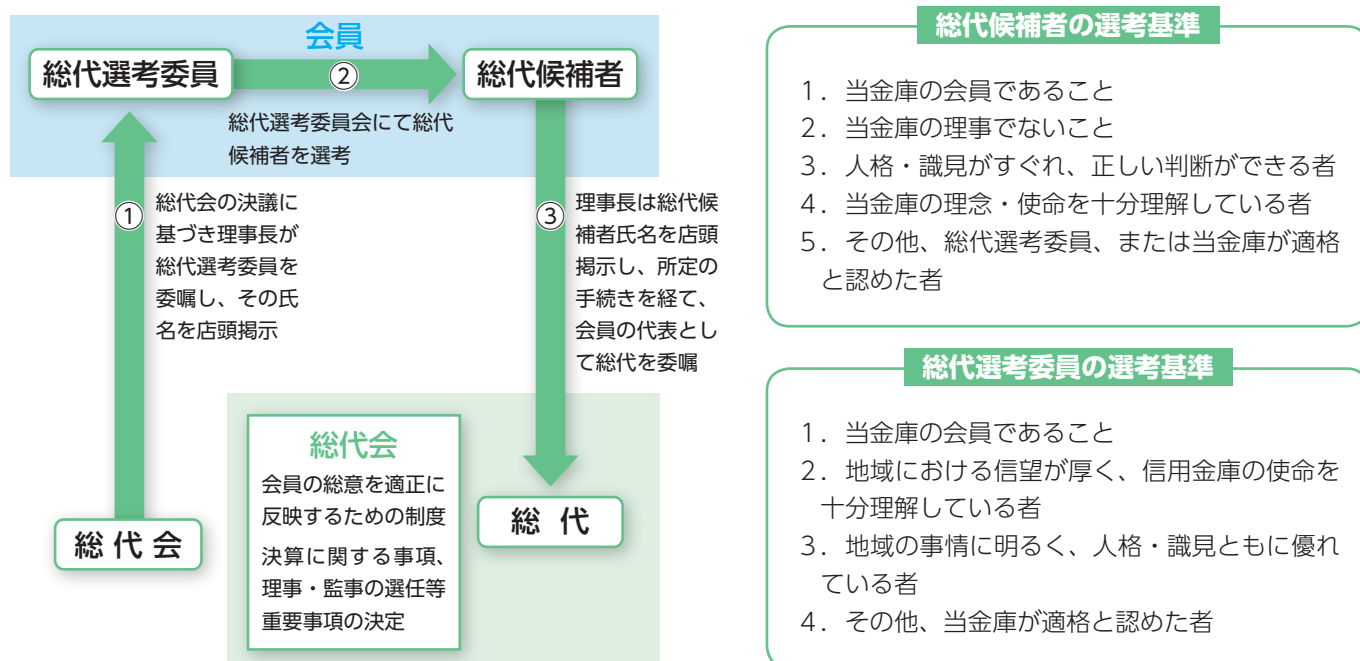 会員
総代選考委員
②
総代候補者
総代選考委員会にて総代
候補者を選考
①
総代会の決議に
基づき理事長が
総代選考委員を
委嘱し、その氏
名を店頭掲示
③
理事長は総代候
補者氏名を店頭
掲示し、所定の
手続きを経て、
会員の代表とし
て総代を委嘱
総代会
総代会
会員の総意を適正に
反映するための制度
決算に関する事項、
理事・監事の選任等
重要事項の決定
総代
総代候補者の選考基準
1．当金庫の会員であること
2．当金庫の理事でないこと
3．人格・識見がすぐれ、正しい判断ができる者
4．当金庫の理念・使命を十分理解している者
5．その他、総代選考委員、または当金庫が適格
と認めた者
総代選考委員の選考基準
1．当金庫の会員であること
2．地域における信望が厚く、信用金庫の使命を
十分理解している者
3．地域の事情に明るく、人格・識見ともに優れ
ている者
4．その他、当金庫が適格と認めた者